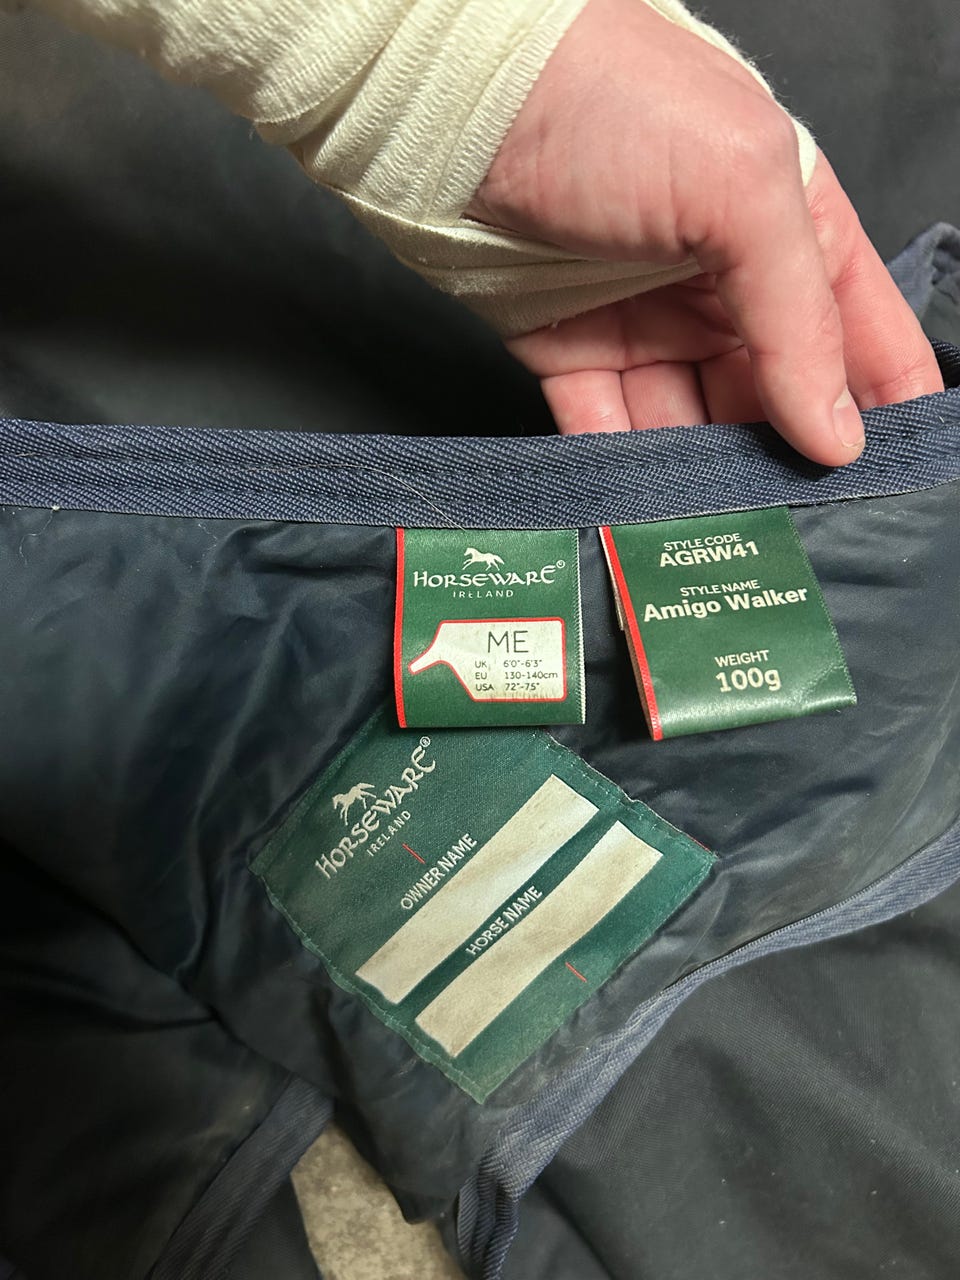 HORSEWARE®
IRELAND
ME
UK 6'0"-6'3"
EU 130-140cm
USA 72"-75"
STYLE CODE
AGRW41
STYLE NAME
Amigo Walker
WEIGHT
100g
HORSEWARE®
IRELAND
OWNER NAME
HORSE NAME